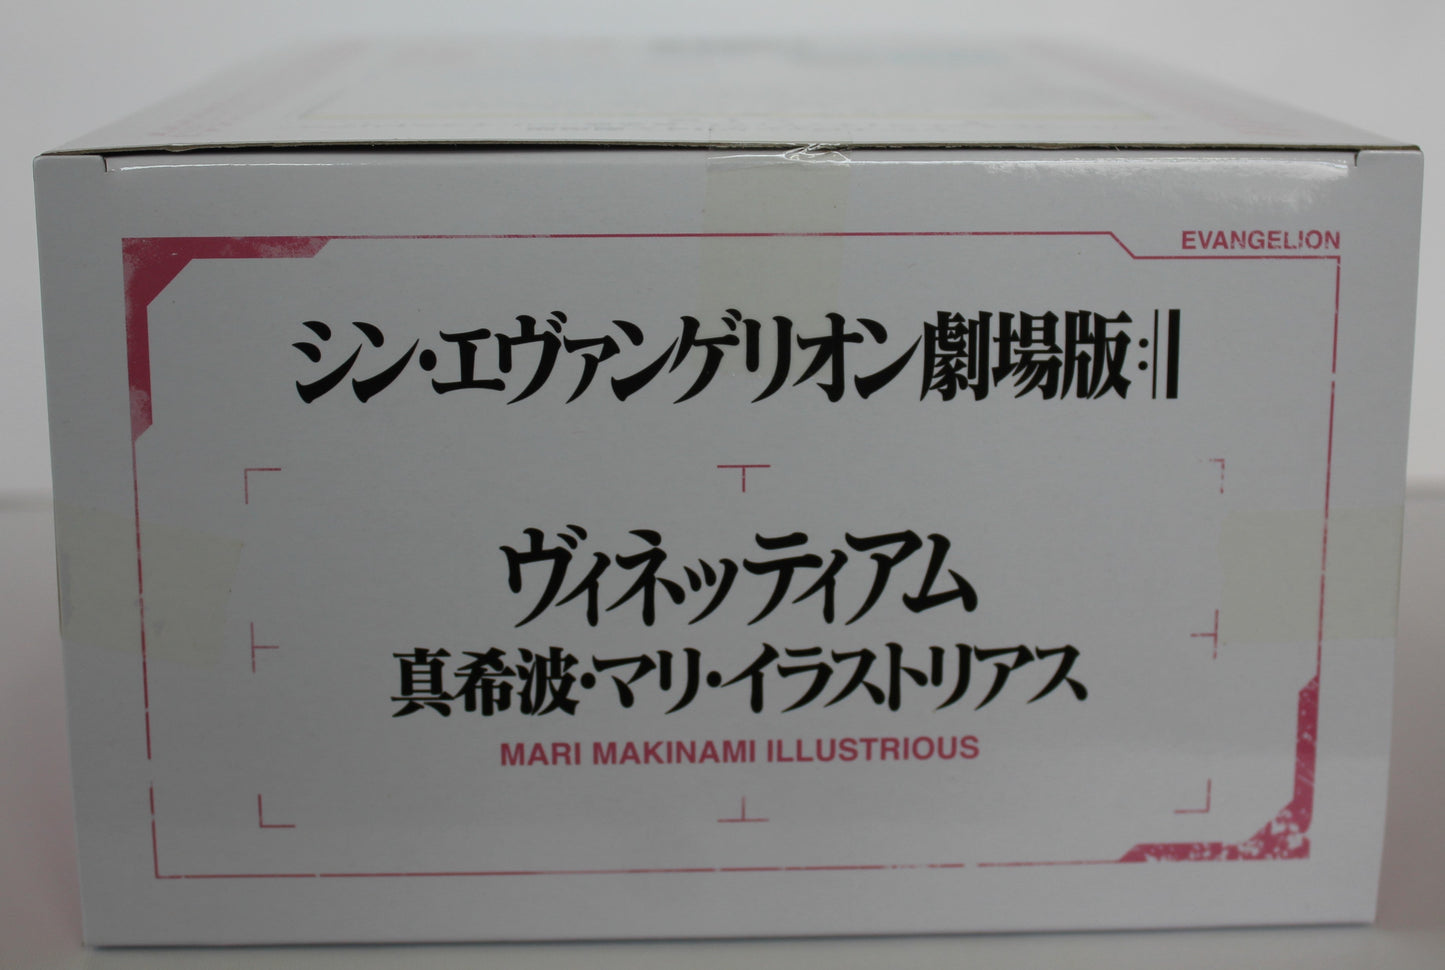 EVANGELION
シン・エヴァンゲリオン劇場版:||
ヴィネッティアム
真希波・マリ・イラストリアス
MARI MAKINAMI ILLUSTRIOUS